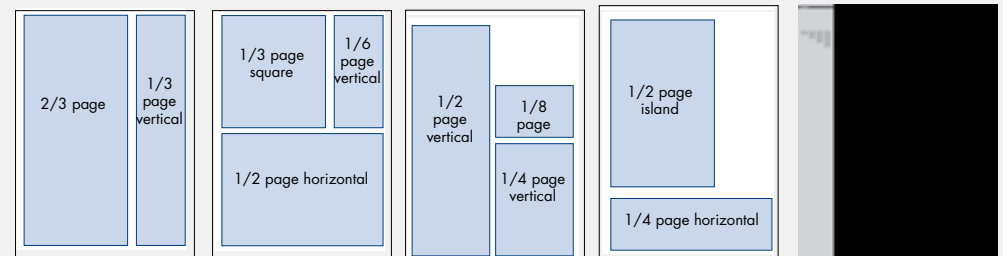 2/3 page
1/3
page
vertical
1/3 page
square
1/6
page
vertical
1/2 page horizontal
1/2
page
vertical
1/8
page
1/4 page
vertical
1/2 page
island
1/4 page horizontal